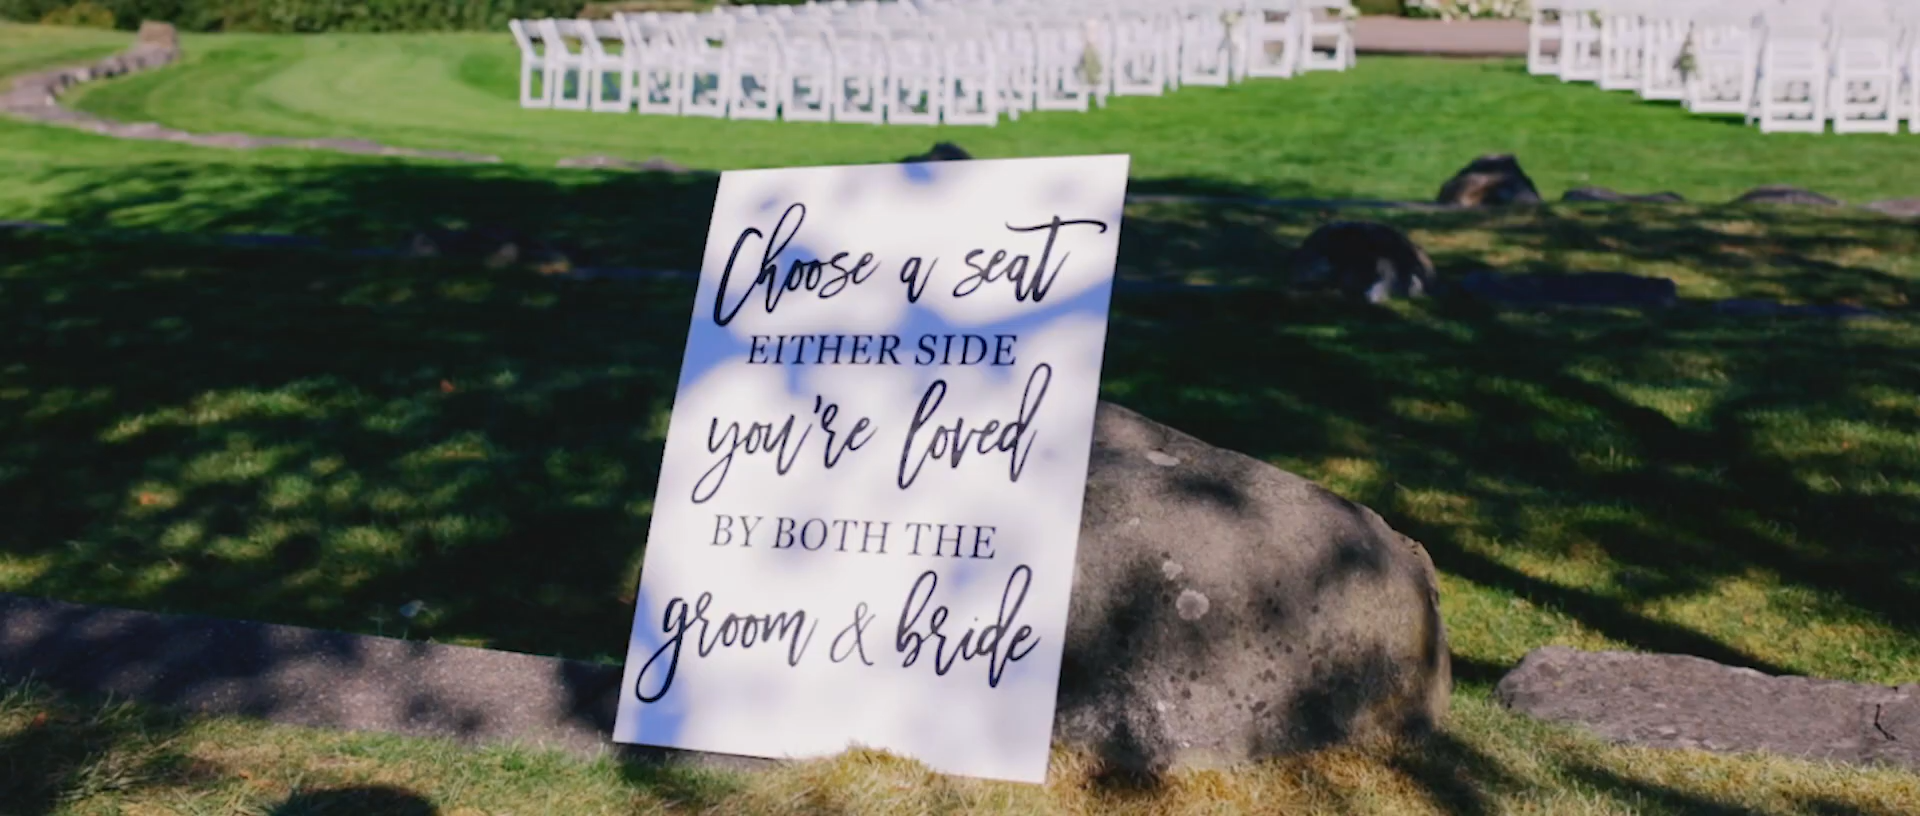 Choose a seat
EITHER SIDE
you're loved
BY BOTH THE
groom & bride